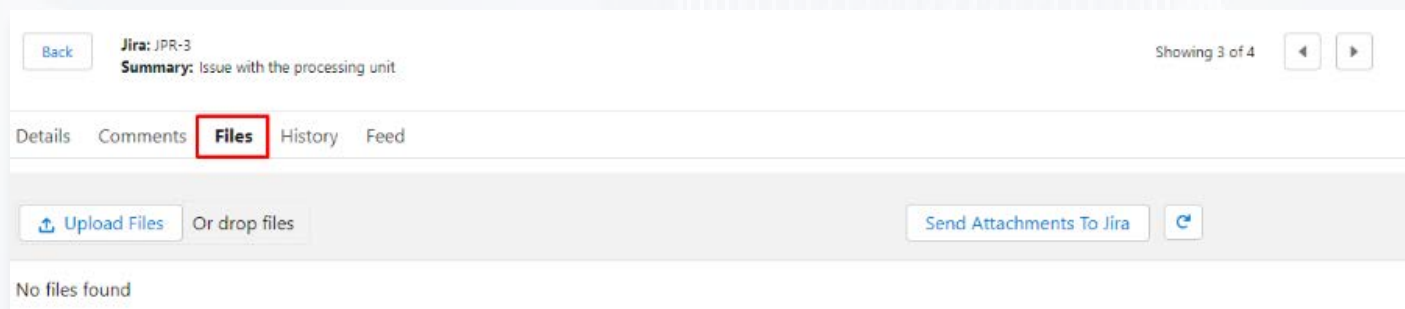 Back
Jira: JPR-3
Summary: Issue with the processing unit
Showing 3 of 4
Details Comments Files History Feed
Upload Files Or drop files
Send Attachments To Jira
No files found